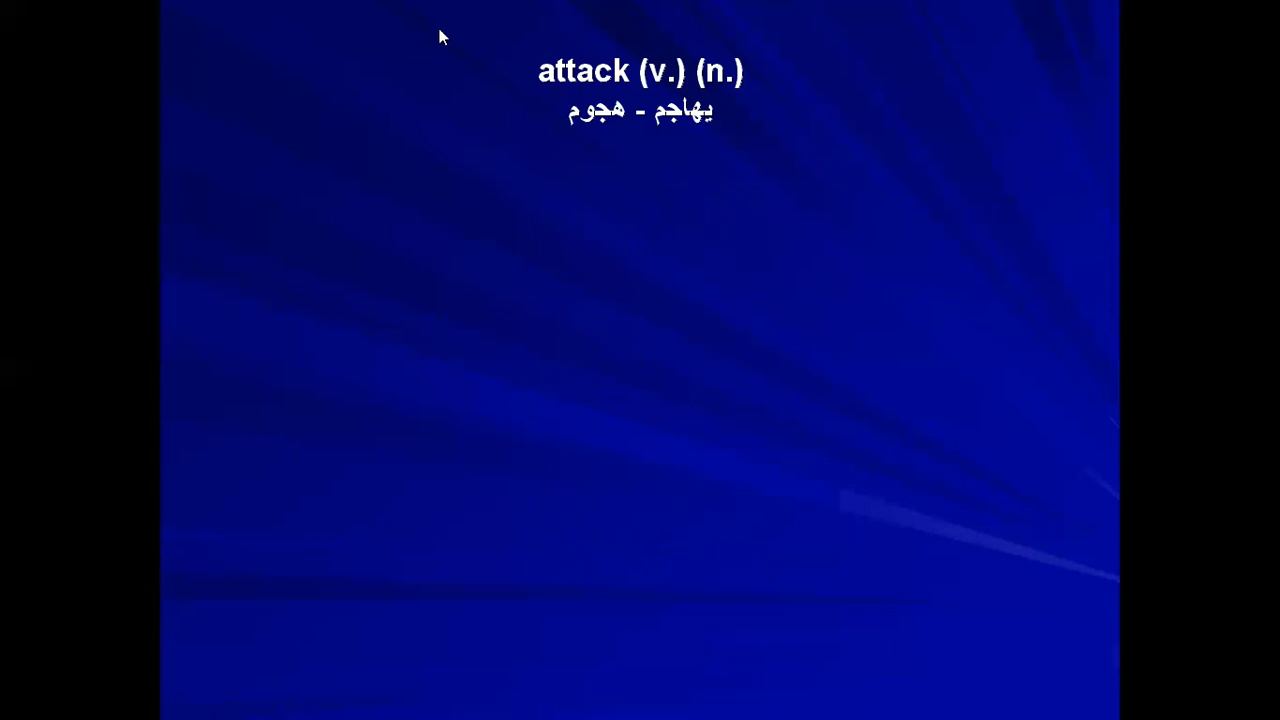 attack (v.) (n.)
يهاجم - هجوم